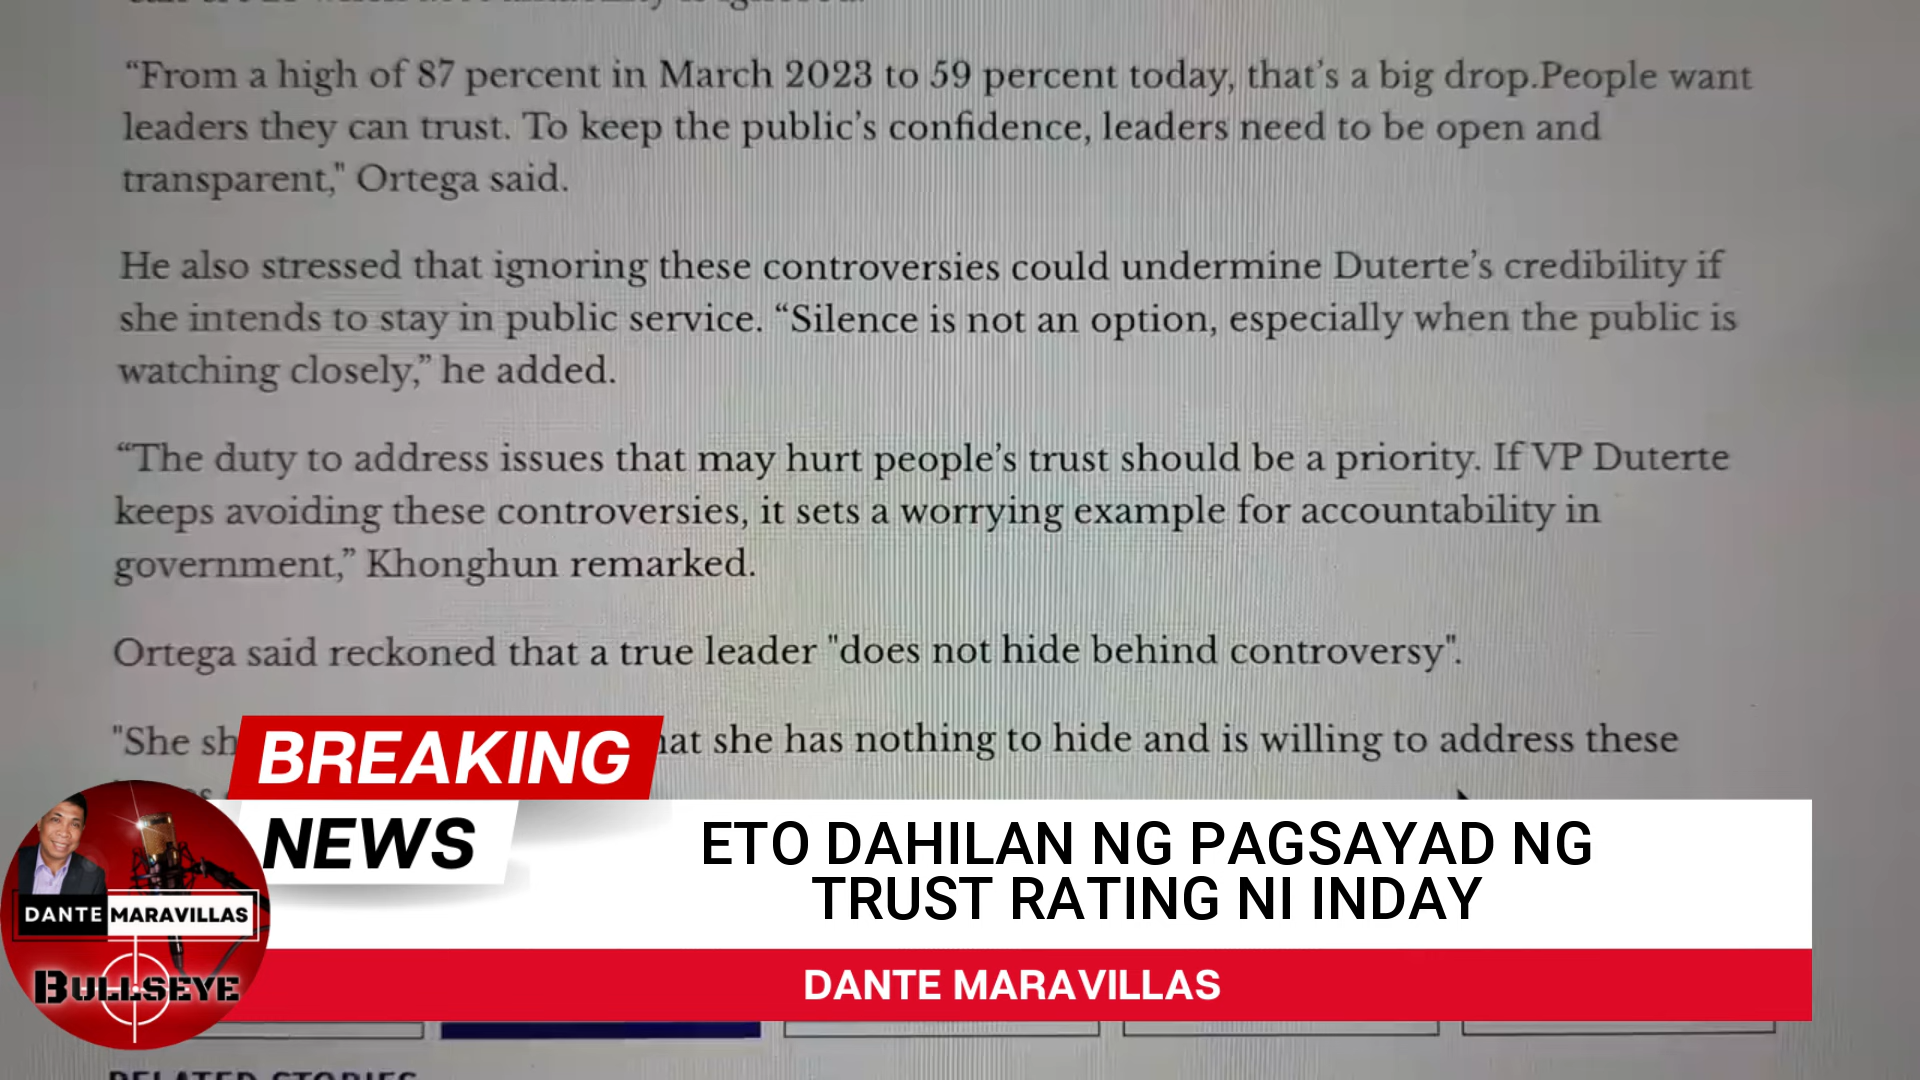 “From a high of 87 percent in March 2023 to 59 percent today, that’s a big drop.People want
leaders they can trust. To keep the public’s confidence, leaders need to be open and
transparent," Ortega said.
He also stressed that ignoring these controversies could undermine Duterte’s credibility if
she intends to stay in public service. “Silence is not an option, especially when the public is
watching closely,” he added.
“The duty to address issues that may hurt people’s trust should be a priority. If VP Duterte
keeps avoiding these controversies, it sets a worrying example for accountability in
government,” Khonghun remarked.
Ortega said reckoned that a true leader "does not hide behind controversy".
"She she has nothing to hide and is willing to address these
BREAKING
NEWS
ETO DAHILAN NG PAGSAYAD NG
TRUST RATING NI INDAY
DANTE MARAVILLAS
DANTE MARAVILLAS
BULLSEYE
RELATED STORIES